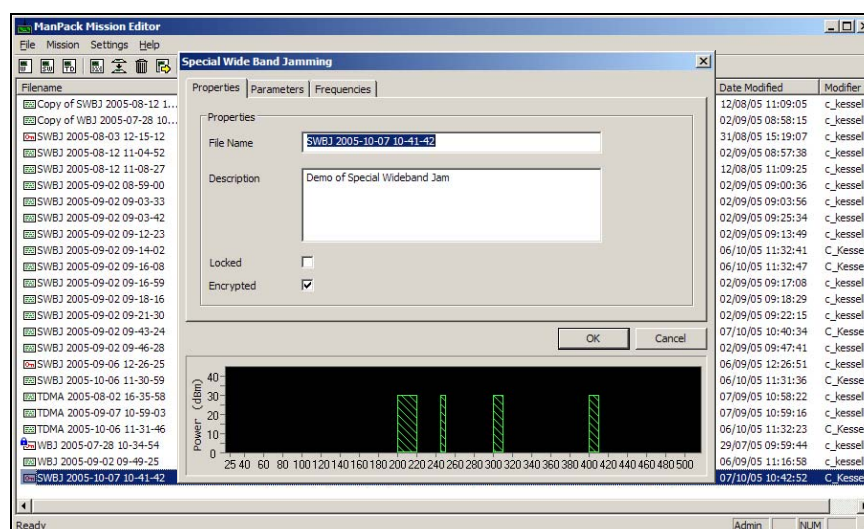 ManPack Mission Editor
File Mission Settings Help
Special Wide Band Jamming
Properties Parameters Frequencies
Properties
File Name SWBJ 2005-10-07 10-41-42
Description Demo of Special Wideband Jam
Locked
Encrypted
OK Cancel
Power (dBm)
40
30
20
10
0
25 40 60 80 100 120 140 160 180 200 220 240 260 280 300 320 340 360 380 400 420 440 460 480 500
Filename Date Modified Modifier
Copy of SWBJ 2005-08-12 1... 12/08/05 11:09:05 c_kessel
Copy of WBJ 2005-07-28 10... 02/09/05 08:58:15 c_kessel
SWBJ 2005-08-03 12-15-12 31/08/05 15:19:07 c_kessel
SWBJ 2005-08-12 11-04-52 02/09/05 08:57:38 c_kessel
SWBJ 2005-08-12 11-08-27 12/08/05 11:09:25 c_kessel
SWBJ 2005-09-02 08-59-00 02/09/05 09:00:36 c_kessel
SWBJ 2005-09-02 09-03-33 02/09/05 09:03:56 c_kessel
SWBJ 2005-09-02 09-03-42 02/09/05 09:25:34 c_kessel
SWBJ 2005-09-02 09-12-23 02/09/05 09:13:49 c_kessel
SWBJ 2005-09-02 09-14-02 06/10/05 11:32:41 C_Kesse
SWBJ 2005-09-02 09-16-08 06/10/05 11:32:47 C_Kesse
SWBJ 2005-09-02 09-16-59 02/09/05 09:17:08 c_kessel
SWBJ 2005-09-02 09-18-16 02/09/05 09:18:29 c_kessel
SWBJ 2005-09-02 09-21-30 02/09/05 09:22:15 c_kessel
SWBJ 2005-09-02 09-43-24 07/10/05 10:40:34 C_Kesse
SWBJ 2005-09-02 09-46-28 02/09/05 09:47:41 c_kessel
SWBJ 2005-09-06 12-26-25 06/09/05 12:26:51 c_kessel
SWBJ 2005-10-06 11-30-59 06/10/05 11:31:36 C_Kesse
TDMA 2005-08-02 16-35-58 07/09/05 10:58:22 c_kessel
TDMA 2005-09-07 10-59-03 07/09/05 10:59:16 c_kessel
TDMA 2005-10-06 11-31-46 06/10/05 11:32:23 C_Kesse
WBJ 2005-07-28 10-34-54 29/07/05 09:59:44 c_kessel
WBJ 2005-09-02 09-49-25 06/09/05 11:16:58 c_kessel
SWBJ 2005-10-07 10-41-42 07/10/05 10:42:52 C_Kesse
Ready Admin NUM